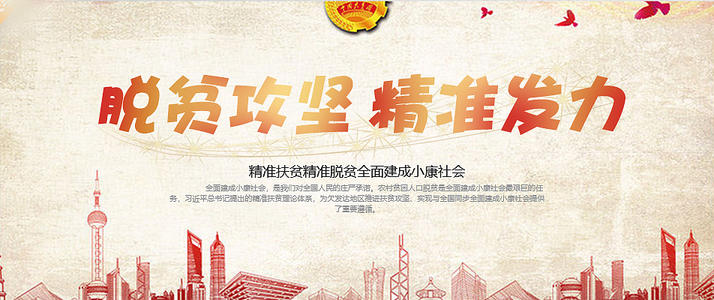 脱贫攻坚 精准发力
精准扶贫精准脱贫全面建成小康社会
全面建成小康社会，是我们对全国人民的庄严承诺。农村贫困人口脱贫是全面建成小康社会最艰巨的任
务，习近平总书记提出的精准扶贫理论体系，为欠发达地区推进扶贫攻坚、实现与全国同步全面建成小康社会提供
了重要遵循。